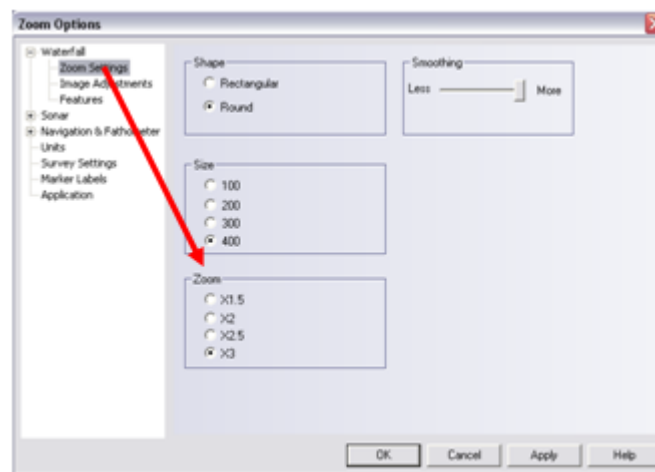 Zoom Options
Waterfall
Zoom Settings
Image Adjustments
Features
Sonar
Navigation & Fathometer
Units
Survey Settings
Marker Labels
Application
Shape
Rectangular
Round
Smoothing
Less More
Size
100
200
300
400
Zoom
X1.5
X2
X2.5
X3
OK Cancel Apply Help